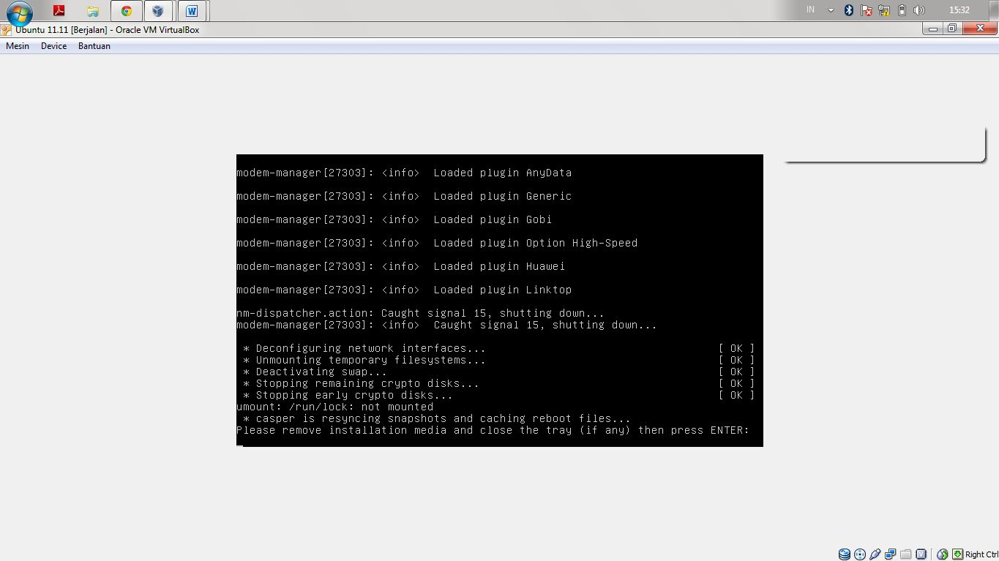 IN
15:32
Ubuntu 11.11 [Berjalan] - Oracle VM VirtualBox
Mesin Device Bantuan
modem-manager[27303]: <info>  Loaded plugin AnyData
modem-manager[27303]: <info>  Loaded plugin Generic
modem-manager[27303]: <info>  Loaded plugin Gobi
modem-manager[27303]: <info>  Loaded plugin Option High-Speed
modem-manager[27303]: <info>  Loaded plugin Huawei
modem-manager[27303]: <info>  Loaded plugin Linktop
nm-dispatcher.action: Caught signal 15, shutting down...
modem-manager[27303]: <info>  Caught signal 15, shutting down...
* Deconfiguring network interfaces... [ OK ]
* Unmounting temporary filesystems... [ OK ]
* Deactivating swap... [ OK ]
* Stopping remaining crypto disks... [ OK ]
* Stopping early crypto disks... [ OK ]
umount: /run/lock: not mounted
* casper is resyncing snapshots and caching reboot files...
Please remove installation media and close the tray (if any) then press ENTER:
Right Ctrl